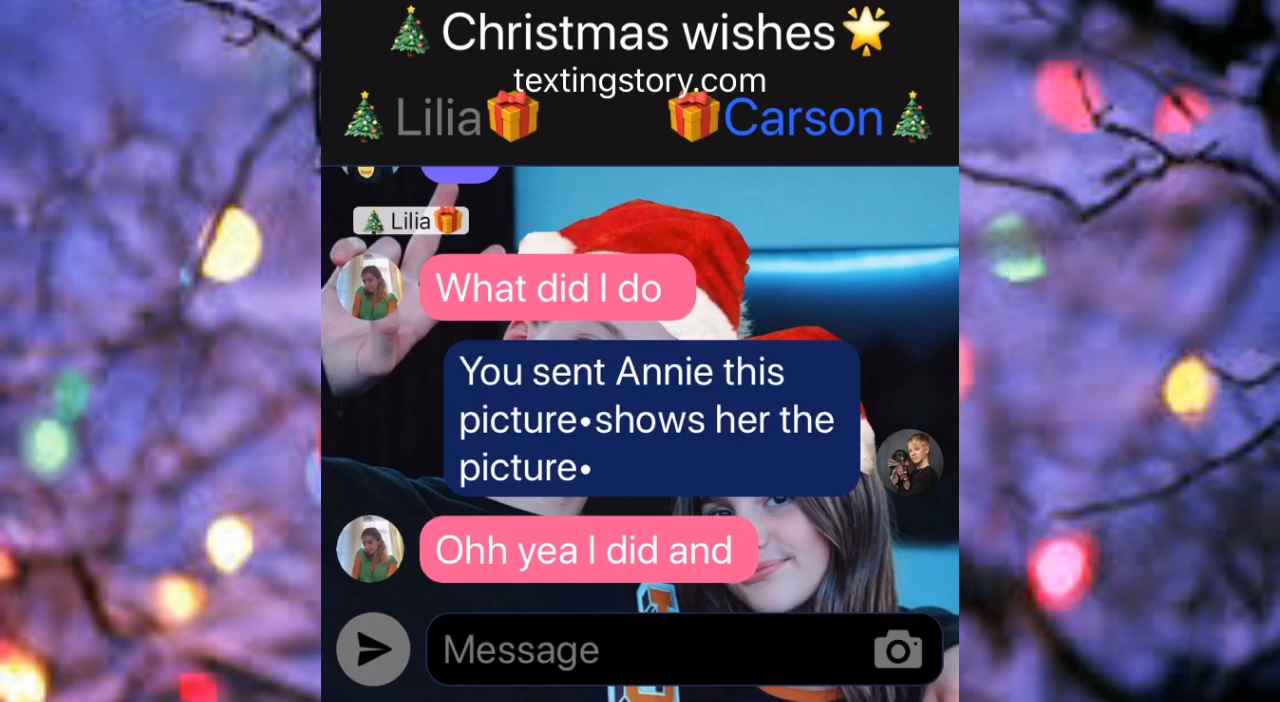 🎄Christmas wishes🌟
textingstory.com
🎄Lilia🎁 🎁Carson🎄
🎄Lilia🎁
What did I do
You sent Annie this
picture•shows her the
picture•
Ohh yea I did and
Message